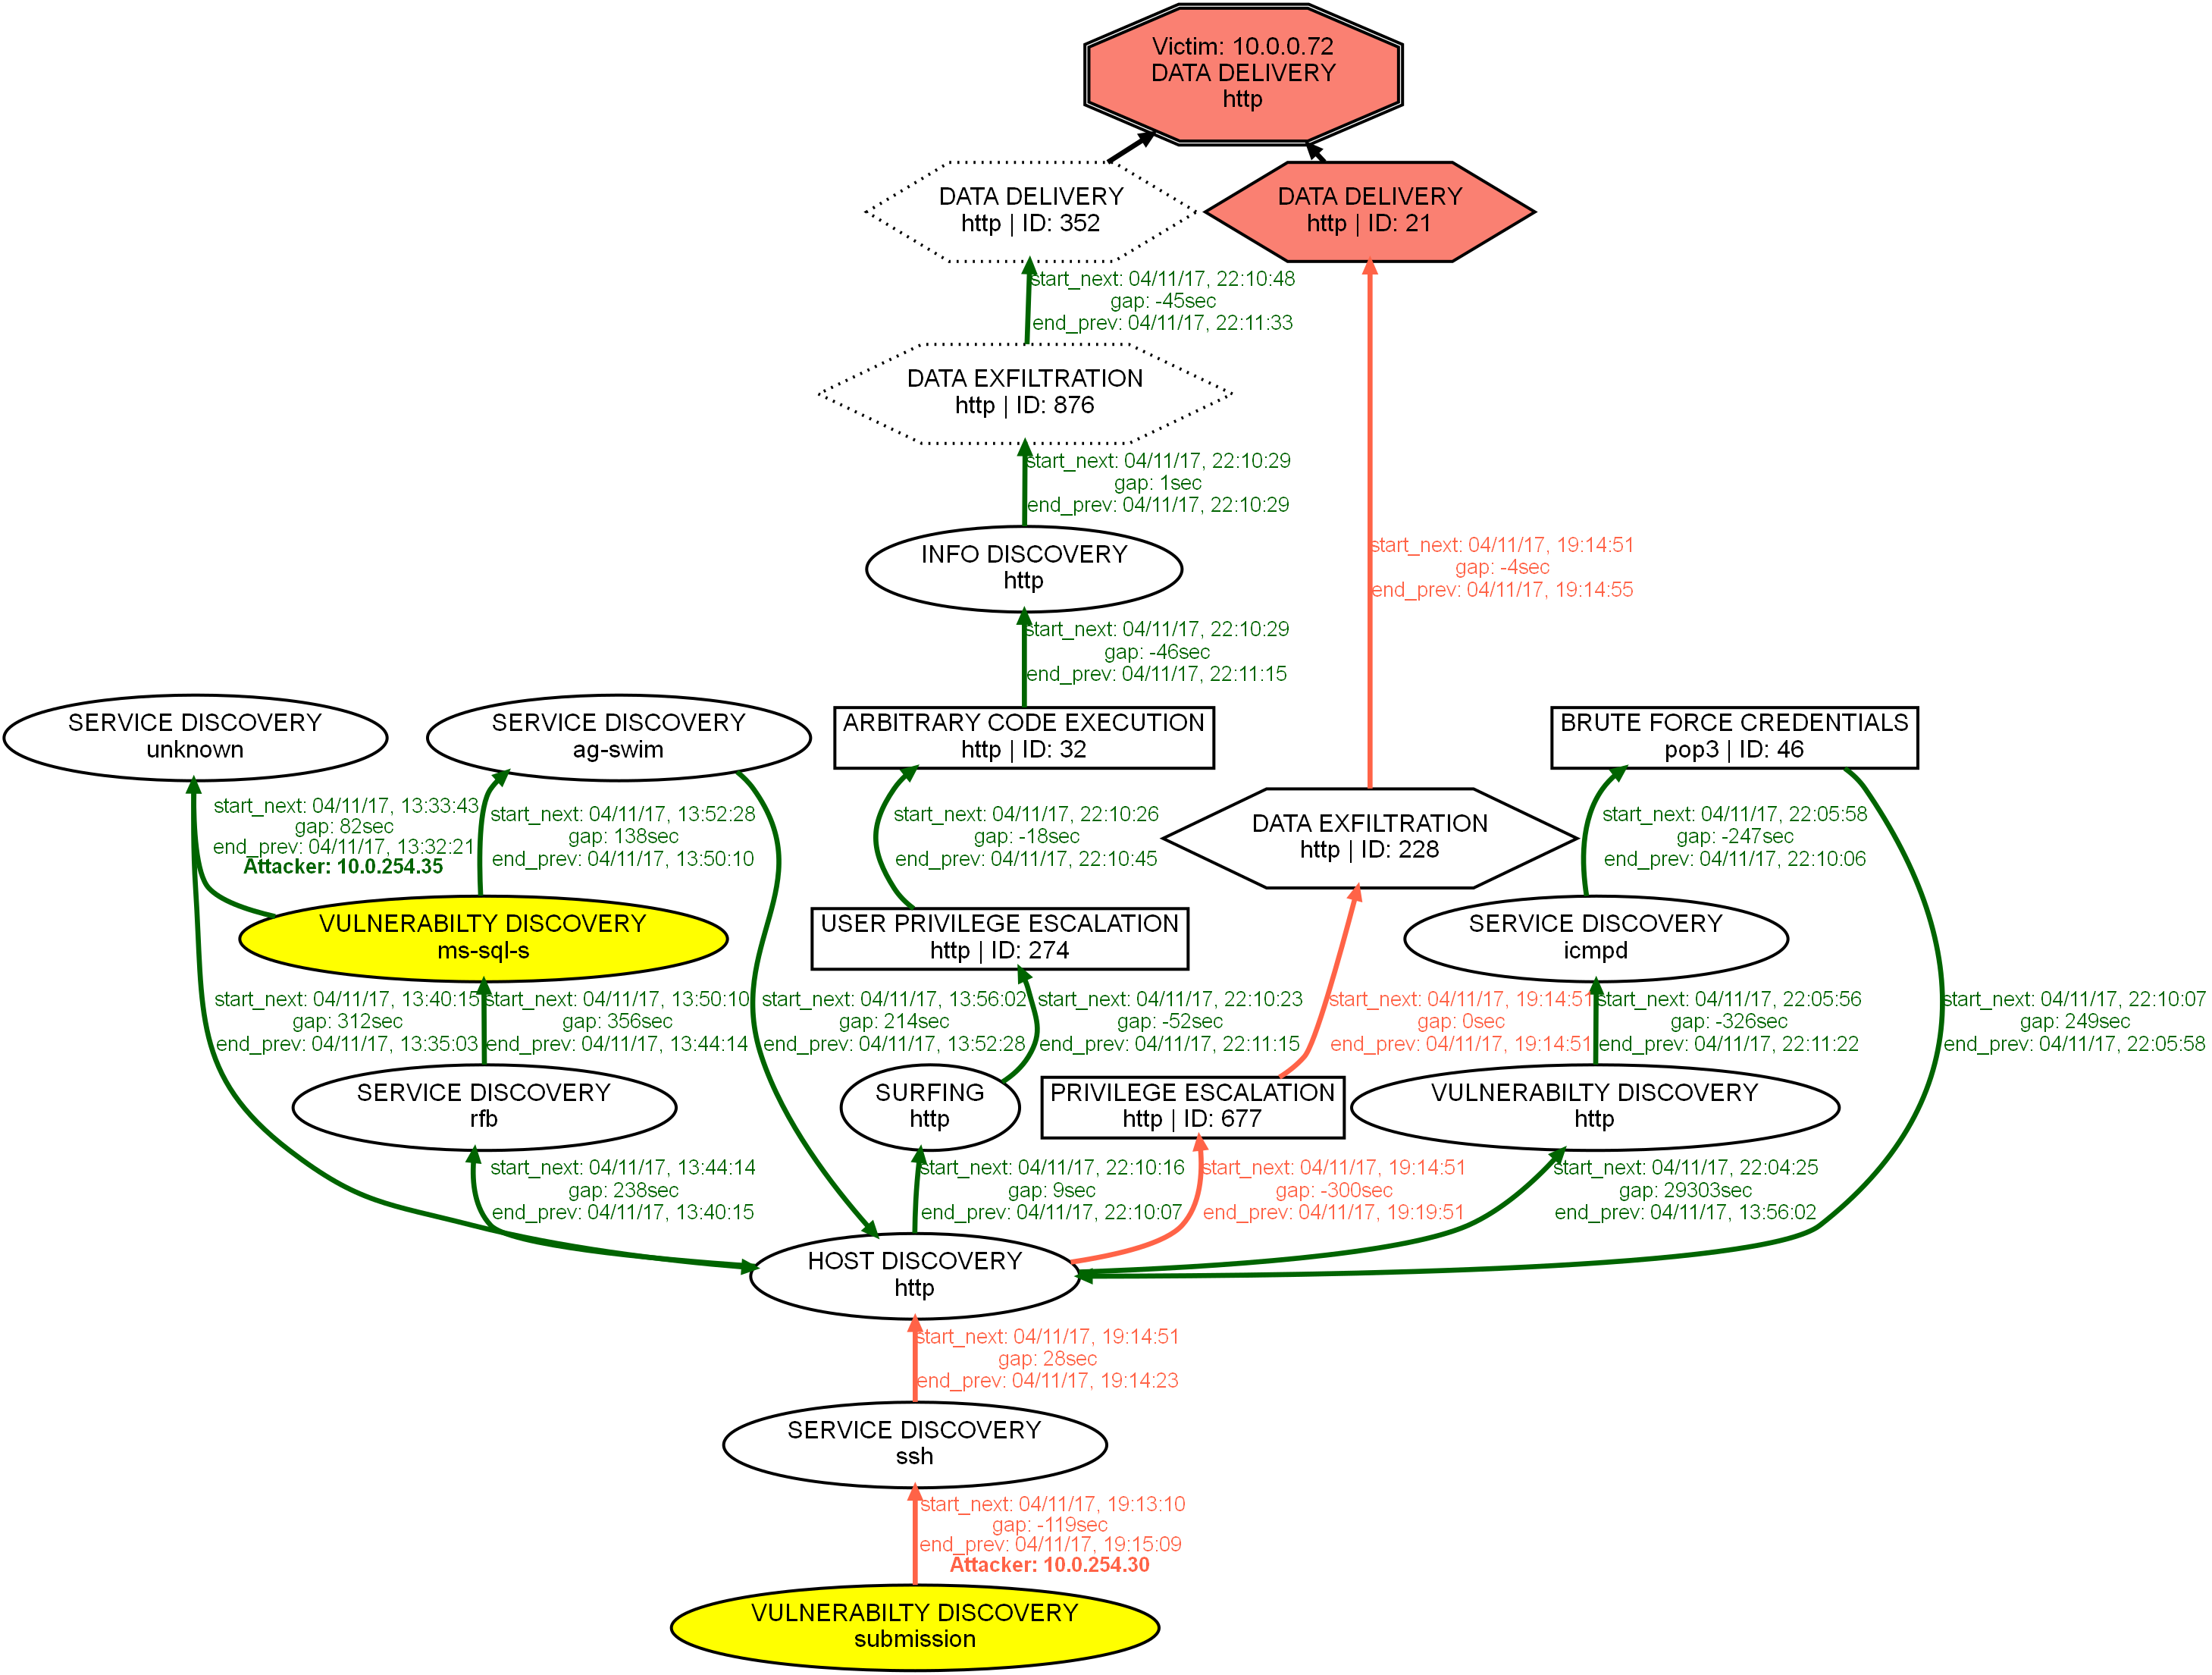 Victim: 10.0.0.72
DATA DELIVERY
http
DATA DELIVERY
http | ID: 352
DATA DELIVERY
http | ID: 21
start_next: 04/11/17, 22:10:48
gap: -45sec
end_prev: 04/11/17, 22:11:33
DATA EXFILTRATION
http | ID: 876
start_next: 04/11/17, 22:10:29
gap: 1sec
end_prev: 04/11/17, 22:10:29
start_next: 04/11/17, 19:14:51
gap: -4sec
end_prev: 04/11/17, 19:14:55
INFO DISCOVERY
http
start_next: 04/11/17, 22:10:29
gap: -46sec
end_prev: 04/11/17, 22:11:15
SERVICE DISCOVERY
unknown
SERVICE DISCOVERY
ag-swim
ARBITRARY CODE EXECUTION
http | ID: 32
BRUTE FORCE CREDENTIALS
pop3 | ID: 46
start_next: 04/11/17, 13:33:43
gap: 82sec
end_prev: 04/11/17, 13:32:21
Attacker: 10.0.254.35
start_next: 04/11/17, 13:52:28
gap: 138sec
end_prev: 04/11/17, 13:50:10
start_next: 04/11/17, 22:10:26
gap: -18sec
end_prev: 04/11/17, 22:10:45
DATA EXFILTRATION
http | ID: 228
start_next: 04/11/17, 22:05:58
gap: -247sec
end_prev: 04/11/17, 22:10:06
VULNERABILTY DISCOVERY
ms-sql-s
USER PRIVILEGE ESCALATION
http | ID: 274
SERVICE DISCOVERY
icmpd
start_next: 04/11/17, 13:40:15
gap: 312sec
end_prev: 04/11/17, 13:35:03
start_next: 04/11/17, 13:50:10
gap: 356sec
end_prev: 04/11/17, 13:44:14
start_next: 04/11/17, 13:56:02
gap: 214sec
end_prev: 04/11/17, 13:52:28
start_next: 04/11/17, 22:10:23
gap: -52sec
end_prev: 04/11/17, 22:11:15
start_next: 04/11/17, 19:14:51
gap: 0sec
end_prev: 04/11/17, 19:14:51
start_next: 04/11/17, 22:05:56
gap: -326sec
end_prev: 04/11/17, 22:11:22
start_next: 04/11/17, 22:10:07
gap: 249sec
end_prev: 04/11/17, 22:05:58
SERVICE DISCOVERY
rfb
SURFING
http
PRIVILEGE ESCALATION
http | ID: 677
VULNERABILTY DISCOVERY
http
start_next: 04/11/17, 13:44:14
gap: 238sec
end_prev: 04/11/17, 13:40:15
start_next: 04/11/17, 22:10:16
gap: 9sec
end_prev: 04/11/17, 22:10:07
start_next: 04/11/17, 19:14:51
gap: -300sec
end_prev: 04/11/17, 19:19:51
start_next: 04/11/17, 22:04:25
gap: 29303sec
end_prev: 04/11/17, 13:56:02
HOST DISCOVERY
http
start_next: 04/11/17, 19:14:51
gap: 28sec
end_prev: 04/11/17, 19:14:23
SERVICE DISCOVERY
ssh
start_next: 04/11/17, 19:13:10
gap: -119sec
end_prev: 04/11/17, 19:15:09
Attacker: 10.0.254.30
VULNERABILTY DISCOVERY
submission